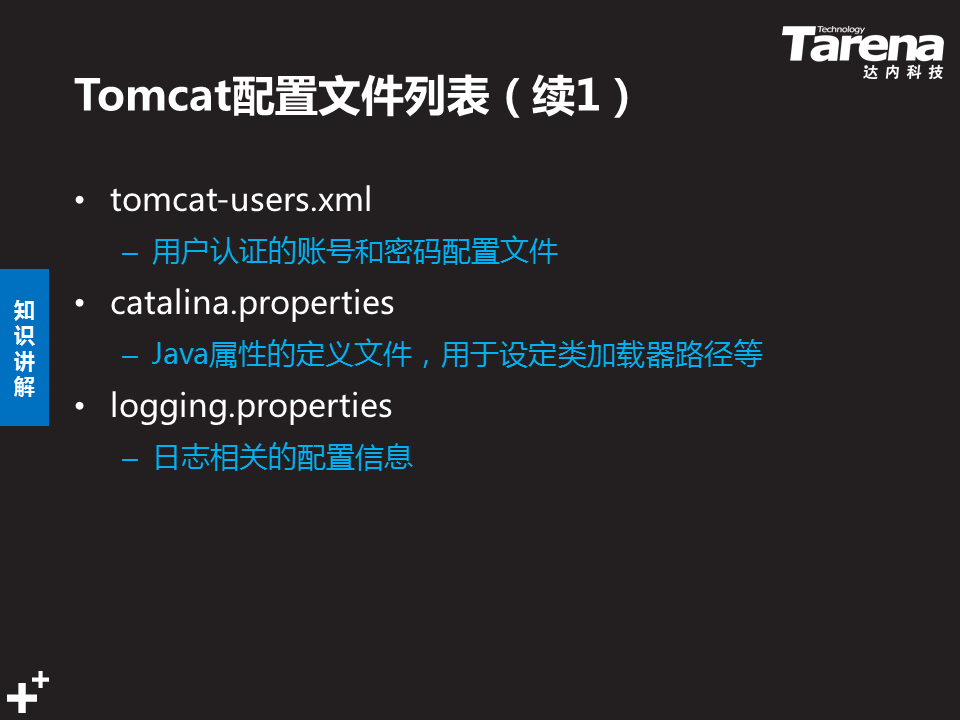 Technology
Tarena
达内科技
Tomcat配置文件列表（续1）
• tomcat-users.xml
– 用户认证的账号和密码配置文件
• catalina.properties
– Java属性的定义文件，用于设定类加载器路径等
• logging.properties
– 日志相关的配置信息
知
识
讲
解